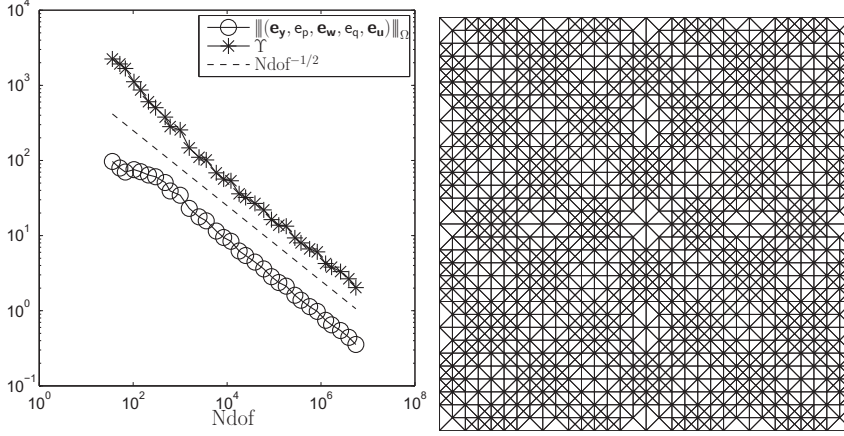 10^4
10^3
10^2
10^1
10^0
10^−1
10^0
10^2
10^4
10^6
10^8
Ndof
|||(e_y, e_p, e_w, e_q, e_u)|||_Ω
Υ
Ndof^−1/2